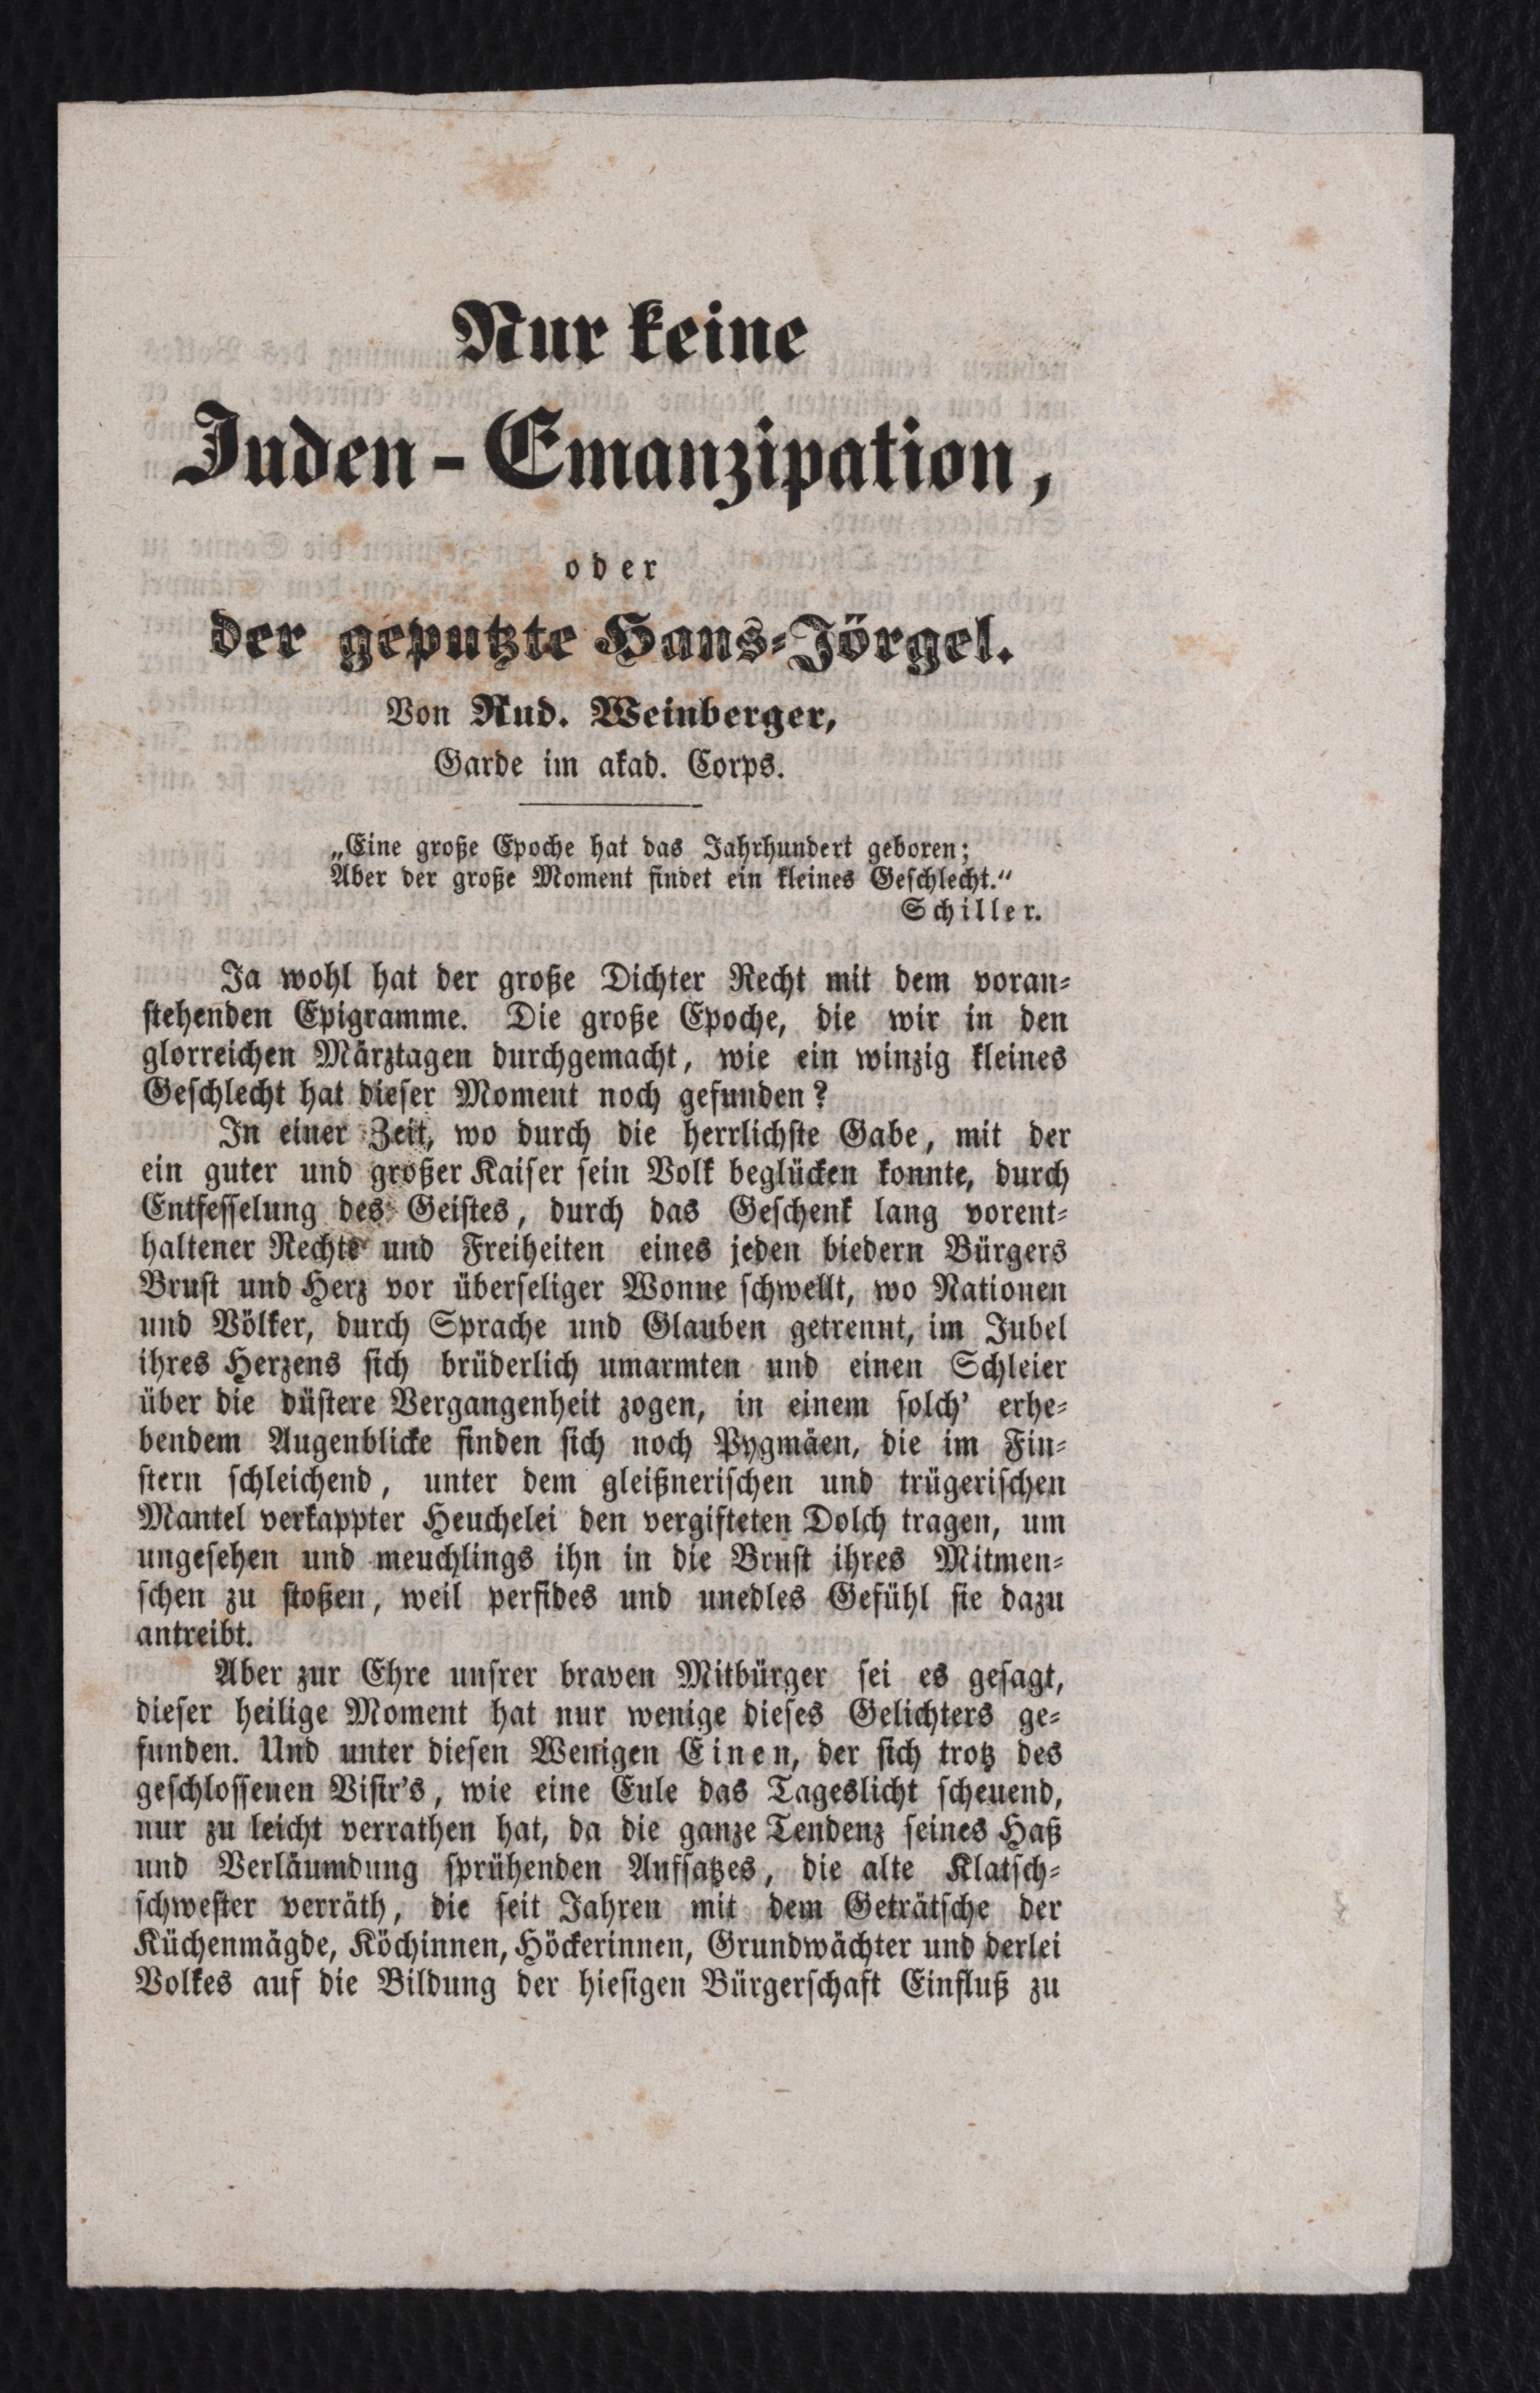 Nur keine
Juden-Emanzipation,
oder
der geputzte Hans-Jörgel.
Von Rud. Weinberger,
Garde im akad. Corps.
„Eine große Epoche hat das Jahrhundert geboren;
Aber der große Moment findet ein kleines Geschlecht."
Schiller.
Ja wohl hat der große Dichter Recht mit dem voran-
stehenden Epigramme. Die große Epoche, die wir in den
glorreichen Märztagen durchgemacht, wie ein winzig kleines
Geschlecht hat dieser Moment noch gefunden?
In einer Zeit, wo durch die herrlichste Gabe, mit der
ein guter und großer Kaiser sein Volk beglücken konnte, durch
Entfesselung des Geistes, durch das Geschenk lang vorent-
haltener Rechte und Freiheiten eines jeden biedern Bürgers
Brust und Herz vor überseliger Wonne schwellt, wo Nationen
und Völker, durch Sprache und Glauben getrennt, im Jubel
ihres Herzens sich brüderlich umarmten und einen Schleier
über die düstere Vergangenheit zogen, in einem solch' erhe-
bendem Augenblicke finden sich noch Pygmäen, die im Fin-
stern schleichend, unter dem gleißnerischen und trügerischen
Mantel verkappter Heuchelei den vergifteten Dolch tragen, um
ungesehen und meuchlings ihn in die Brust ihres Mitmen-
schen zu stoßen, weil perfides und unedles Gefühl sie dazu
antreibt.
Aber zur Ehre unsrer braven Mitbürger sei es gesagt,
dieser heilige Moment hat nur wenige dieses Gelichters ge-
funden. Und unter diesen Wenigen Einen, der sich trotz des
geschlossenen Visir's, wie eine Eule das Tageslicht scheuend,
nur zu leicht verrathen hat, da die ganze Tendenz seines Haß
und Verläumdung sprühenden Aufsatzes, die alte Klatsch-
schwester verräth, die seit Jahren mit dem Geträtsche der
Küchenmägde, Köchinnen, Höckerinnen, Grundwächter und derlei
Volkes auf die Bildung der hiesigen Bürgerschaft Einfluß zu